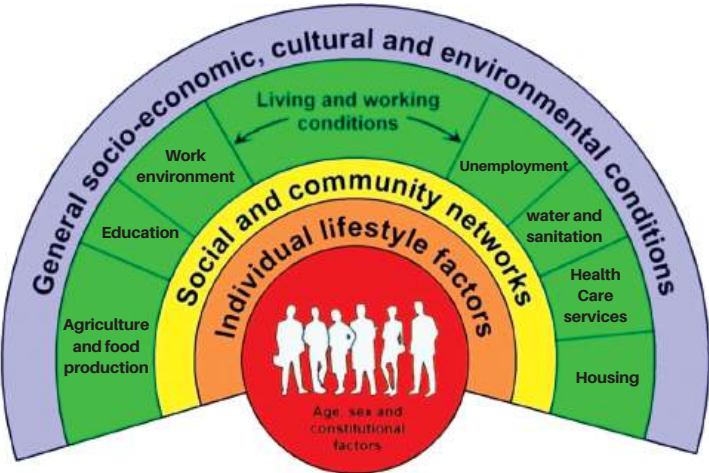 General socio-economic, cultural and environmental conditions
Living and working
conditions
Work
environment
Unemployment
Education
water and
sanitation
Agriculture
and food
production
Health
Care
services
Housing
Social and community networks
Individual lifestyle factors
Age, sex and
constitutional
factors